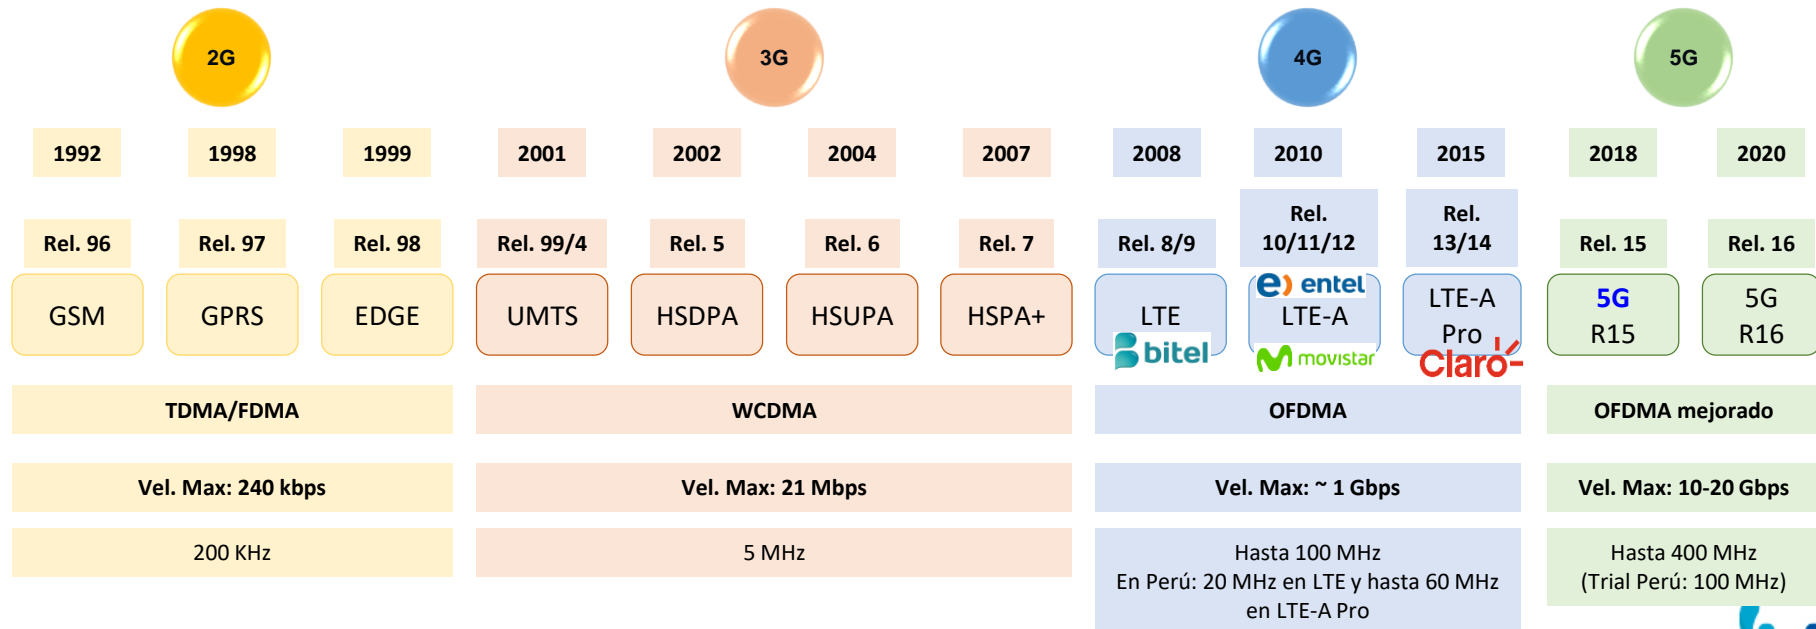 2G
3G
4G
5G
1992
1998
1999
2001
2002
2004
2007
2008
2010
2015
2018
2020
Rel. 96
Rel. 97
Rel. 98
Rel. 99/4
Rel. 5
Rel. 6
Rel. 7
Rel. 8/9
Rel.
10/11/12
Rel.
13/14
Rel. 15
Rel. 16
GSM
GPRS
EDGE
UMTS
HSDPA
HSUPA
HSPA+
LTE
bitel
entel
LTE-A
movistar
LTE-A
Pro
Claro
5G
R15
5G
R16
TDMA/FDMA
WCDMA
OFDMA
OFDMA mejorado
Vel. Max: 240 kbps
Vel. Max: 21 Mbps
Vel. Max: ~ 1 Gbps
Vel. Max: 10-20 Gbps
200 KHz
5 MHz
Hasta 100 MHz
En Perú: 20 MHz en LTE y hasta 60 MHz
en LTE-A Pro
Hasta 400 MHz
(Trial Perú: 100 MHz)